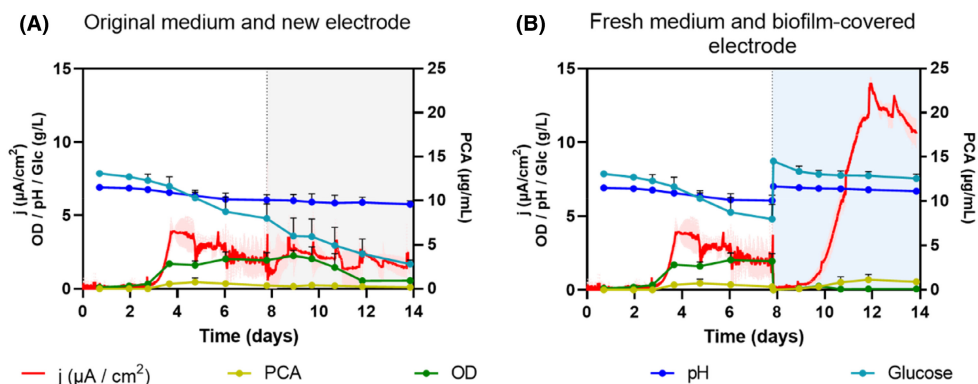 (A)
Original medium and new electrode
15
10
5
0
j (µA/cm²)
OD / pH / Glc (g/L)
25
20
15
10
5
0
PCA (µg/mL)
0 2 4 6 8 10 12 14
Time (days)
(B)
Fresh medium and biofilm-covered
electrode
15
10
5
0
j (µA/cm²)
OD / pH / Glc (g/L)
25
20
15
10
5
0
PCA (µg/mL)
0 2 4 6 8 10 12 14
Time (days)
j (µA / cm²) PCA OD pH Glucose